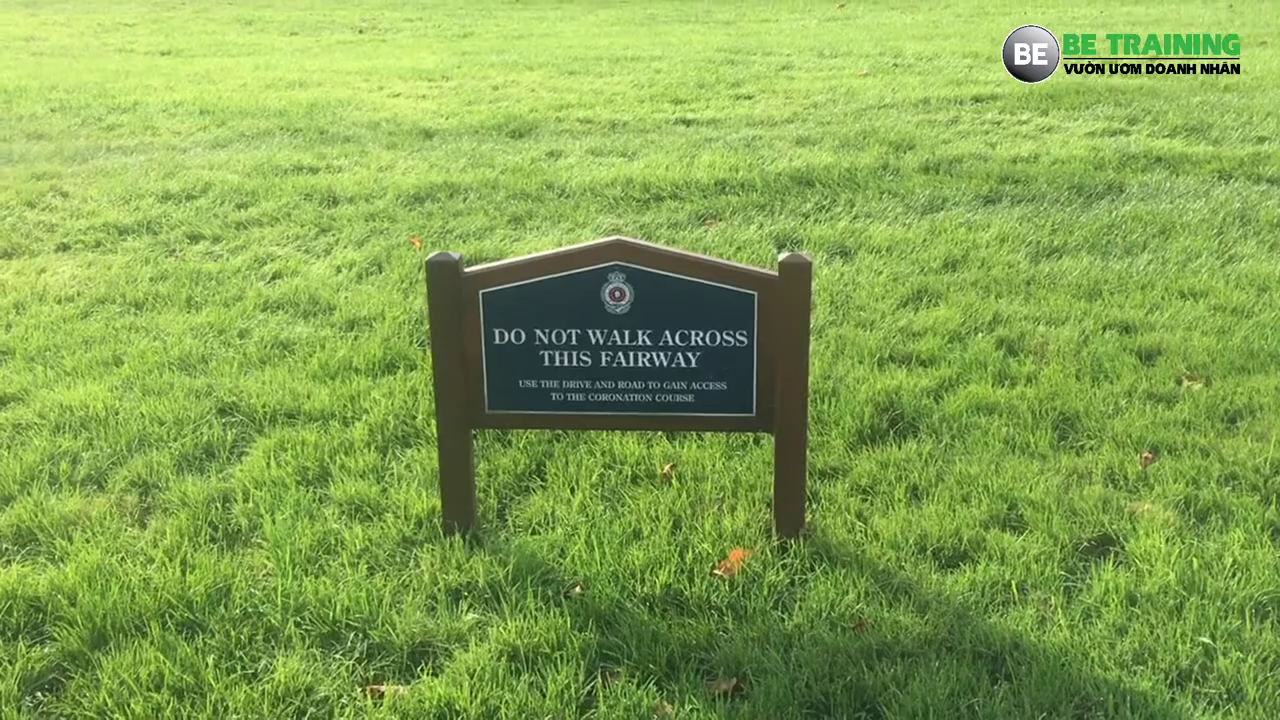 BE
BE TRAINING
VƯỜN ƯƠM DOANH NHÂN
DO NOT WALK ACROSS
THIS FAIRWAY
USE THE DRIVE AND ROAD TO GAIN ACCESS
TO THE CORONATION COURSE